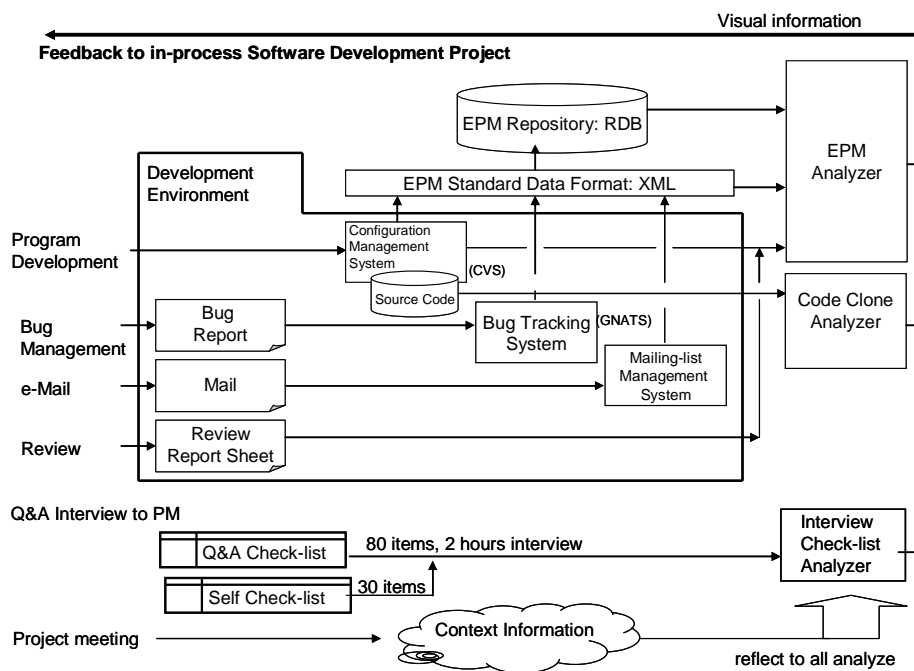 Visual information
Feedback to in-process Software Development Project
EPM Repository: RDB
EPM
Analyzer
Development
Environment
EPM Standard Data Format: XML
Program
Development
Configuration
Management
System
(CVS)
Source Code
Code Clone
Analyzer
Bug
Management
Bug
Report
Bug Tracking
System
(GNATS)
Mailing-list
Management
System
e-Mail
Mail
Review
Review
Report Sheet
Q&A Interview to PM
Q&A Check-list
80 items, 2 hours interview
Interview
Check-list
Analyzer
Self Check-list
30 items
Project meeting
Context Information
reflect to all analyze